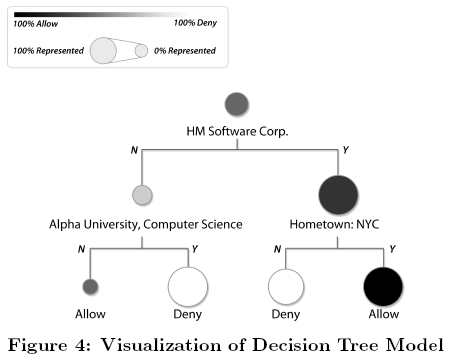 100% Allow 100% Deny
100% Represented 0% Represented
HM Software Corp.
N Y
Alpha University, Computer Science Hometown: NYC
N Y N Y
Allow Deny Deny Allow
Figure 4: Visualization of Decision Tree Model